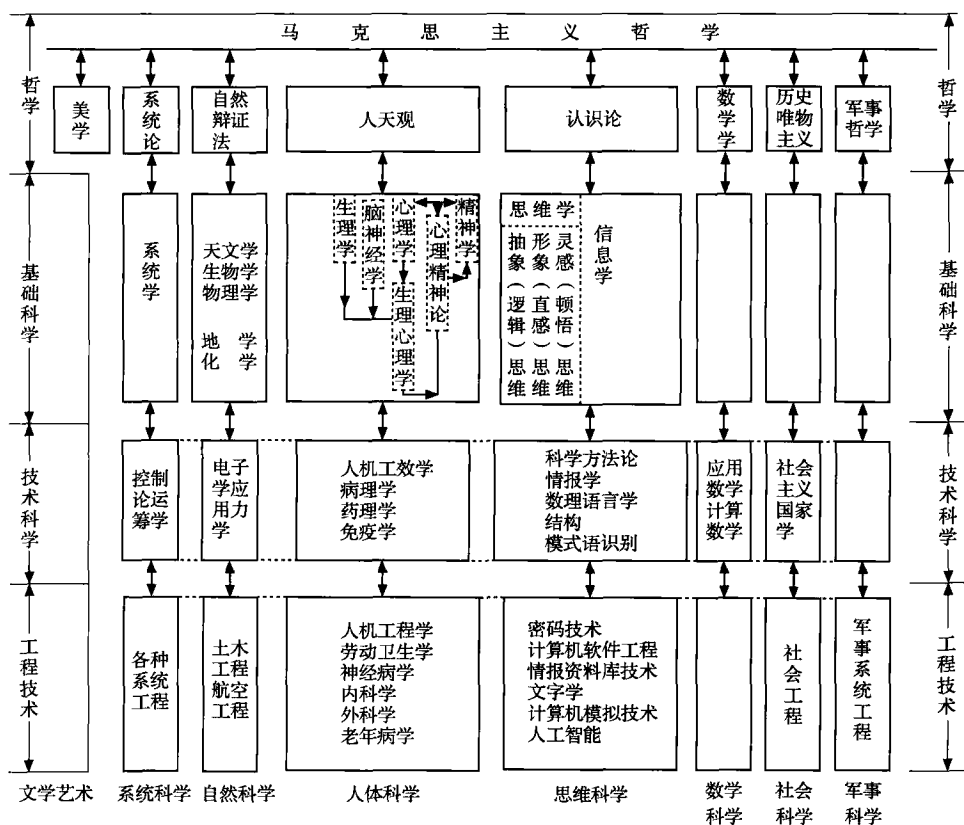 马克思主义哲学
哲学
美学
系统论
自然
辩证
法
人天观
认识论
数学学
历史
唯物
主义
军事
哲学
哲学
基础科学
系统学
天文学
生物学
物理学
地学
化学
生理学
脑神经学
心理学
心理精神论
精神学
生理心理学
思维学
抽象（逻辑）思维
形象（直感）思维
灵感（顿悟）思维
信息学
基础科学
技术科学
控制
论运
筹学
电子
学应
用力
学
人机工效学
病理学
药理学
免疫学
科学方法论
情报学
数理语言学
结构
模式语识别
应用
数学
计算
数学
社会
主义
国家
学
技术科学
工程技术
各种
系统
工程
土木
工程
航空
工程
人机工程学
劳动卫生学
神经病学
内科学
外科学
老年病学
密码技术
计算机软件工程
情报资料库技术
文字学
计算机模拟技术
人工智能
社会工程
军事系统工程
工程技术
文学艺术
系统科学
自然科学
人体科学
思维科学
数学
科学
社会
科学
军事
科学